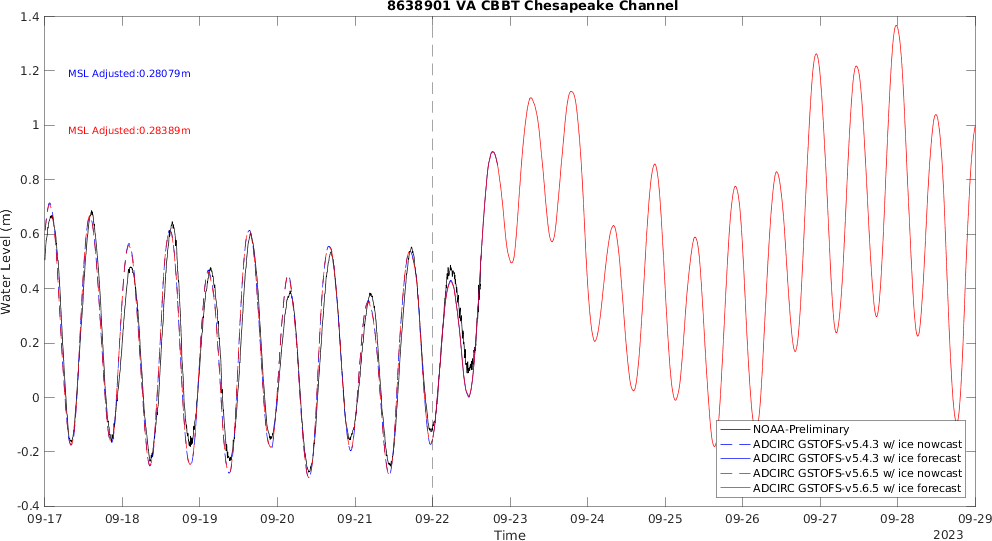 8638901 VA CBBT Chesapeake Channel
1.4
1.2
1
0.8
0.6
0.4
0.2
0
-0.2
-0.4
Water Level (m)
MSL Adjusted:0.28079m
MSL Adjusted:0.28389m
NOAA-Preliminary
ADCIRC GSTOFS-v5.4.3 w/ ice nowcast
ADCIRC GSTOFS-v5.4.3 w/ ice forecast
ADCIRC GSTOFS-v5.6.5 w/ ice nowcast
ADCIRC GSTOFS-v5.6.5 w/ ice forecast
09-17 09-18 09-19 09-20 09-21 09-22 09-23 09-24 09-25 09-26 09-27 09-28 09-29
Time
2023